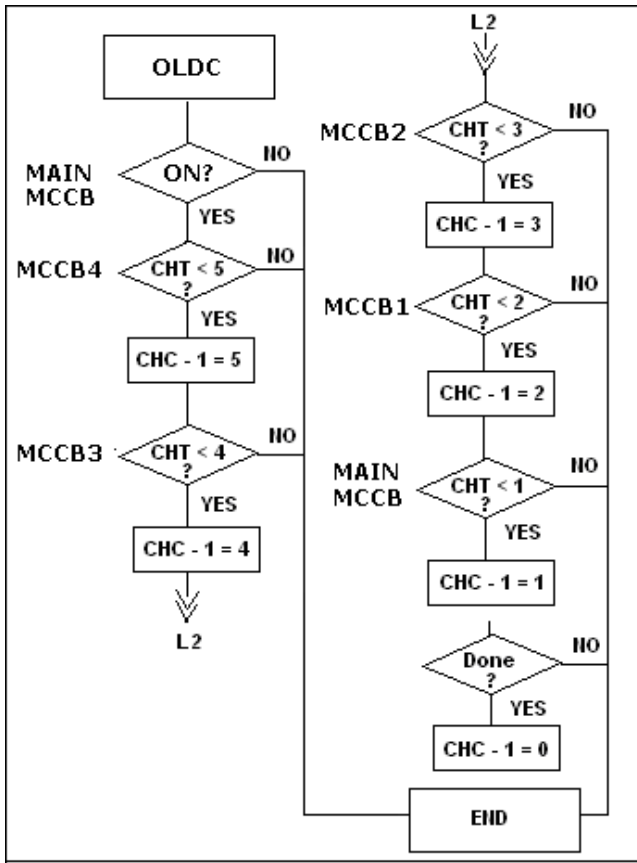 OLDC
MAIN
MCCB
ON?
NO
YES
MCCB4
CHT < 5
?
NO
YES
CHC - 1 = 5
MCCB3
CHT < 4
?
NO
YES
CHC - 1 = 4
L2
L2
MCCB2
CHT < 3
?
NO
YES
CHC - 1 = 3
MCCB1
CHT < 2
?
NO
YES
CHC - 1 = 2
MAIN
MCCB
CHT < 1
?
NO
YES
CHC - 1 = 1
Done
?
NO
YES
CHC - 1 = 0
END